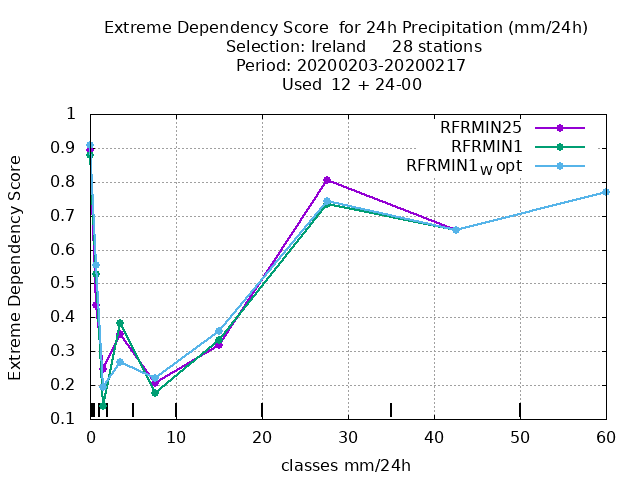 Extreme Dependency Score  for 24h Precipitation (mm/24h)
Selection: Ireland     28 stations
Period: 20200203-20200217
Used  12 + 24-00
RFRMIN25
RFRMIN1
RFRMIN1W opt
Extreme Dependency Score
1
0.9
0.8
0.7
0.6
0.5
0.4
0.3
0.2
0.1
0 10 20 30 40 50 60
classes mm/24h